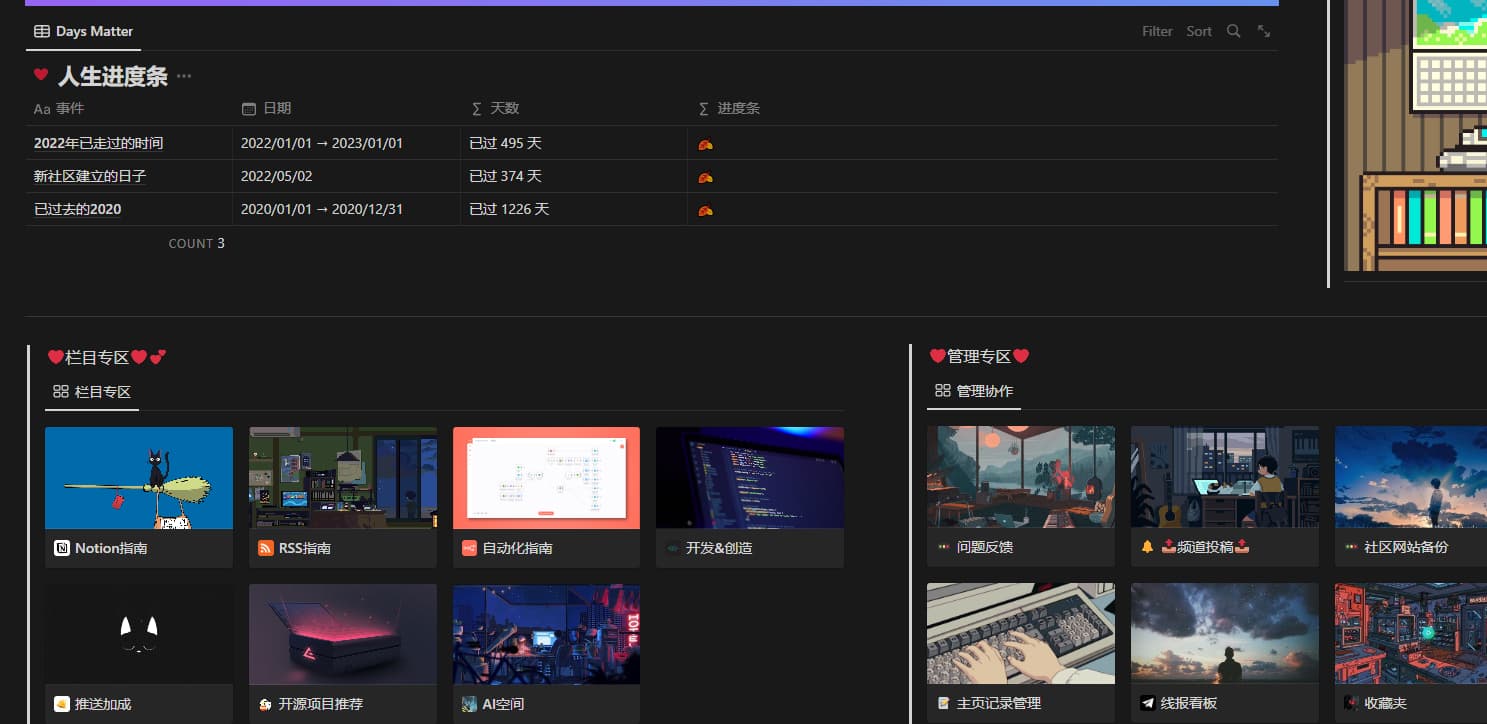 Days Matter
Filter Sort
人生进度条 ···
Aa 事件 日期 ∑ 天数 ∑ 进度条
2022年已走过的时间 2022/01/01 → 2023/01/01 已过 495 天
新社区建立的日子 2022/05/02 已过 374 天
已过去的2020 2020/01/01 → 2020/12/31 已过 1226 天
COUNT 3
❤️栏目专区❤️💕
栏目专区
Notion指南 RSS指南 自动化指南 开发&创造
推送加成 开源项目推荐 AI空间
❤️管理专区❤️
管理协作
问题反馈 🔔 📤频道投稿📤 社区网站备份
主页记录管理 线报看板 收藏夹